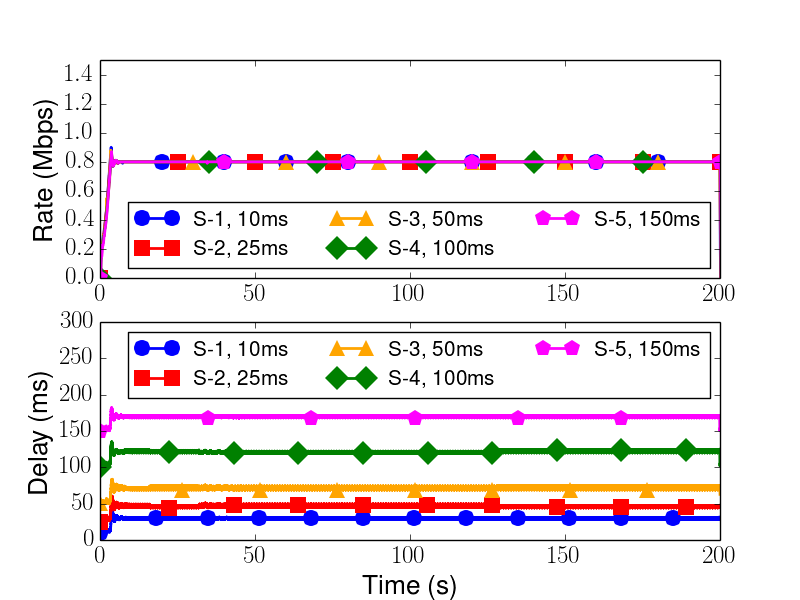 1.4
1.2
1.0
0.8
0.6
0.4
0.2
0.0
Rate (Mbps)
S-1, 10ms
S-2, 25ms
S-3, 50ms
S-4, 100ms
S-5, 150ms
0 50 100 150 200
300
250
200
150
100
50
0
Delay (ms)
S-1, 10ms
S-2, 25ms
S-3, 50ms
S-4, 100ms
S-5, 150ms
0 50 100 150 200
Time (s)